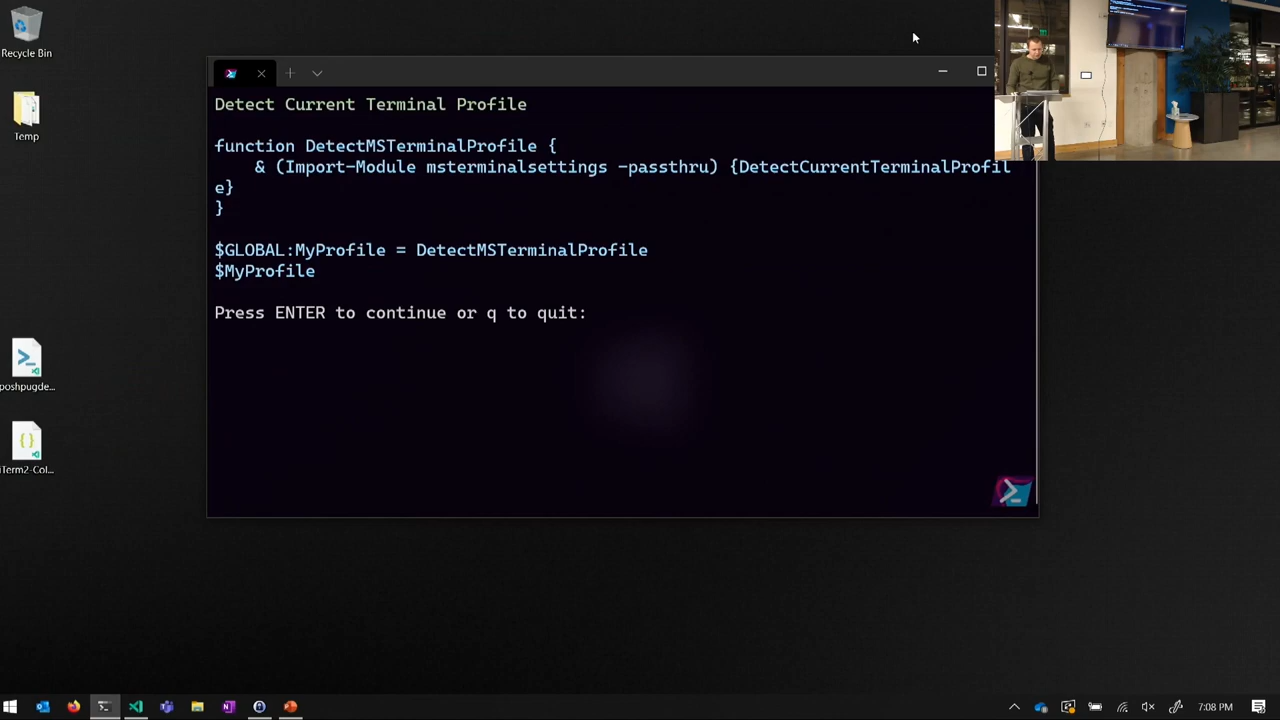 Recycle Bin
Temp
poshpugde...
iTerm2-Col...
Detect Current Terminal Profile
function DetectMSTerminalProfile {
& (Import-Module msterminalsettings -passthru) {DetectCurrentTerminalProfil
e}
}
$GLOBAL:MyProfile = DetectMSTerminalProfile
$MyProfile
Press ENTER to continue or q to quit:
7:08 PM